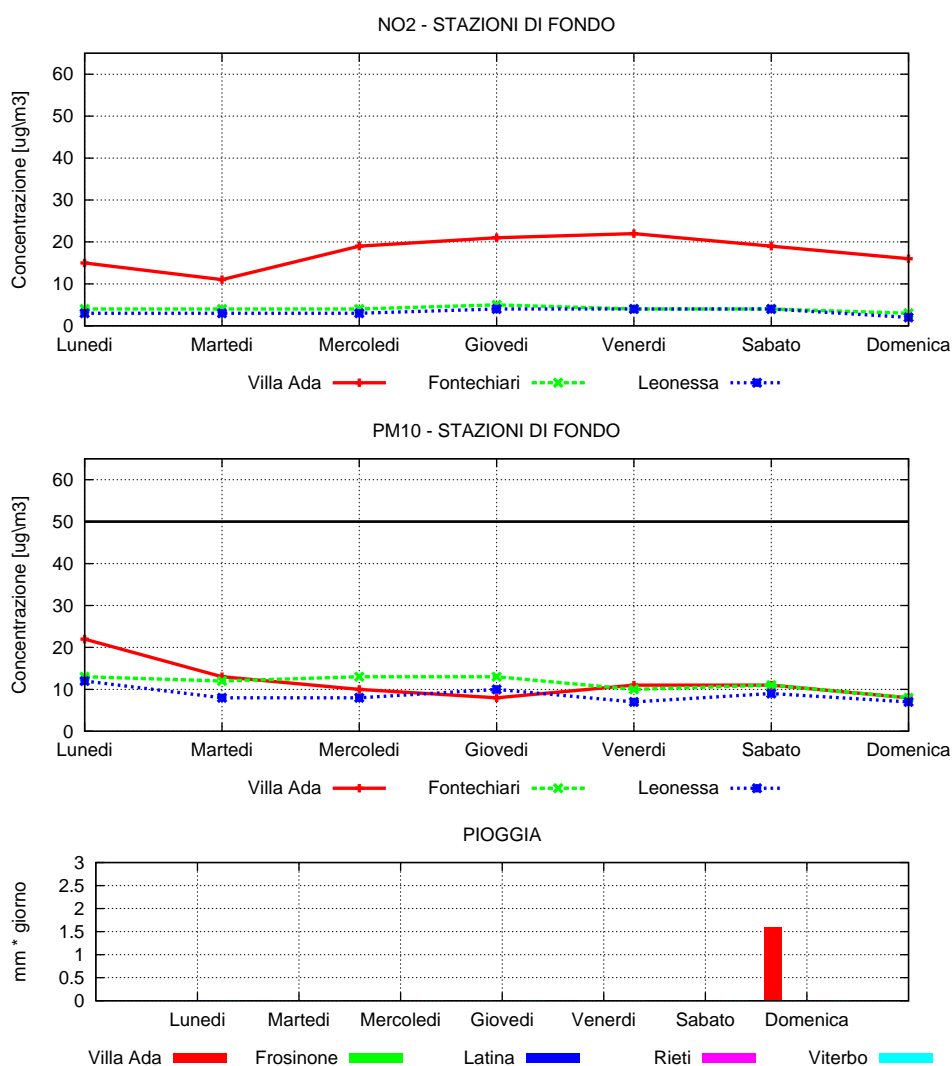 NO2 - STAZIONI DI FONDO
Concentrazione [ug\m3]
60
50
40
30
20
10
0
Lunedi Martedi Mercoledi Giovedi Venerdi Sabato Domenica
Villa Ada Fontechiari Leonessa
PM10 - STAZIONI DI FONDO
Concentrazione [ug\m3]
60
50
40
30
20
10
0
Lunedi Martedi Mercoledi Giovedi Venerdi Sabato Domenica
Villa Ada Fontechiari Leonessa
PIOGGIA
mm * giorno
3
2.5
2
1.5
1
0.5
0
Lunedi Martedi Mercoledi Giovedi Venerdi Sabato Domenica
Villa Ada Frosinone Latina Rieti Viterbo